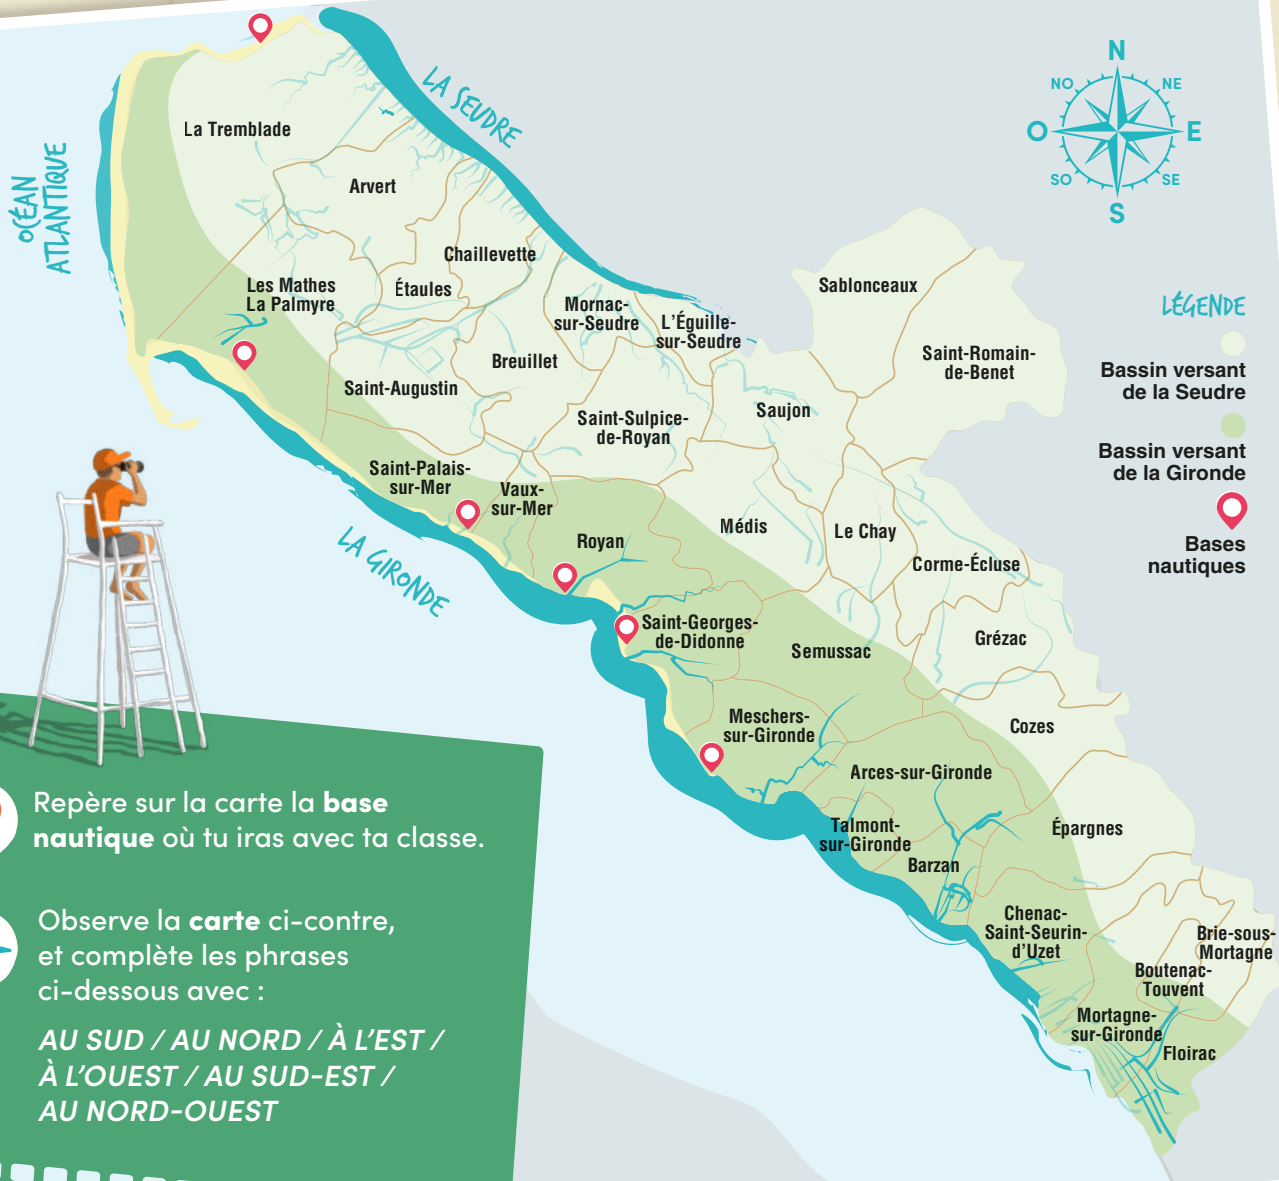 LA SEUDRE
OCÉAN
ATLANTIQUE
N
NO
NE
O
E
SO
SE
S
La Tremblade
Arvert
Chaillevette
Les Mathes
La Palmyre
Étaules
Mornac-
sur-Seudre
L'Éguille-
sur-Seudre
Sablonceaux
Saint-Romain-
de-Benet
Breuillet
Saint-Augustin
Saint-Sulpice-
de-Royan
Saujon
Saint-Palais-
sur-Mer
Vaux-
sur-Mer
Royan
Médis
Le Chay
Corme-Écluse
LA GIRONDE
Saint-Georges-
de-Didonne
Semussac
Grézac
Meschers-
sur-Gironde
Cozes
Arces-sur-Gironde
Talmont-
sur-Gironde
Barzan
Épargnes
Chenac-
Saint-Seurin-
d'Uzet
Brie-sous-
Mortagne
Boutenac-
Touvent
Mortagne-
sur-Gironde
Floirac
LÉGENDE
Bassin versant
de la Seudre
Bassin versant
de la Gironde
Bases
nautiques
Repère sur la carte la base
nautique où tu iras avec ta classe.
Observe la carte ci-contre,
et complète les phrases
ci-dessous avec :
AU SUD / AU NORD / À L'EST /
À L'OUEST / AU SUD-EST /
AU NORD-OUEST